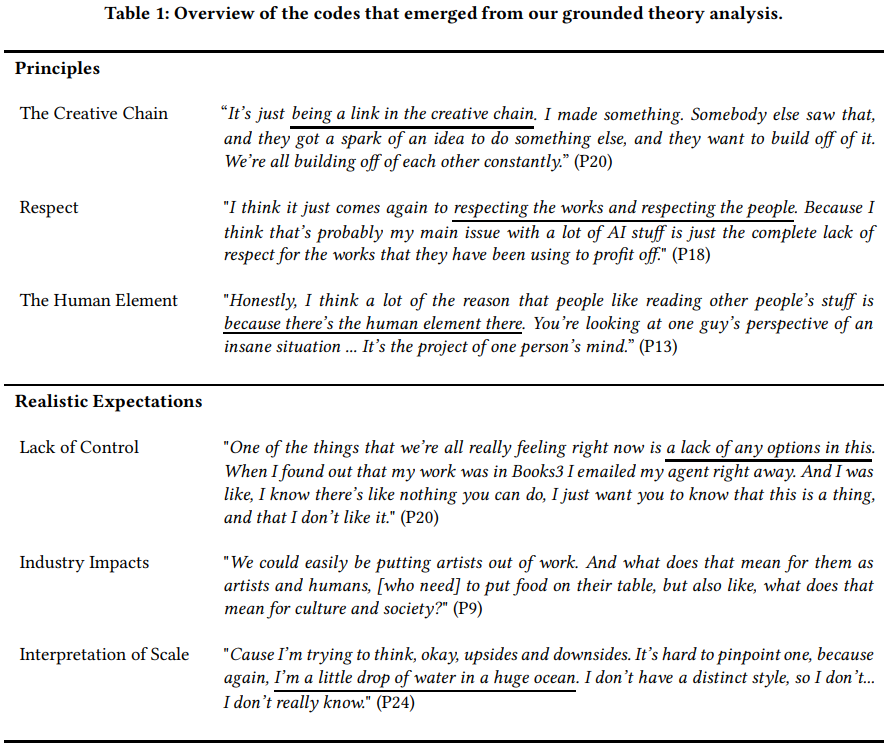 Table 1: Overview of the codes that emerged from our grounded theory analysis.
Principles
The Creative Chain
“It’s just being a link in the creative chain. I made something. Somebody else saw that,
and they got a spark of an idea to do something else, and they want to build off of it.
We’re all building off of each other constantly.” (P20)
Respect
"I think it just comes again to respecting the works and respecting the people. Because I
think that’s probably my main issue with a lot of AI stuff is just the complete lack of
respect for the works that they have been using to profit off." (P18)
The Human Element
"Honestly, I think a lot of the reason that people like reading other people’s stuff is
because there’s the human element there. You’re looking at one guy’s perspective of an
insane situation ... It’s the project of one person’s mind.” (P13)
Realistic Expectations
Lack of Control
"One of the things that we’re all really feeling right now is a lack of any options in this.
When I found out that my work was in Books3 I emailed my agent right away. And I was
like, I know there’s like nothing you can do, I just want you to know that this is a thing,
and that I don’t like it." (P20)
Industry Impacts
"We could easily be putting artists out of work. And what does that mean for them as
artists and humans, [who need] to put food on their table, but also like, what does that
mean for culture and society?" (P9)
Interpretation of Scale
"Cause I’m trying to think, okay, upsides and downsides. It’s hard to pinpoint one, because
again, I’m a little drop of water in a huge ocean. I don’t have a distinct style, so I don’t...
I don’t really know." (P24)